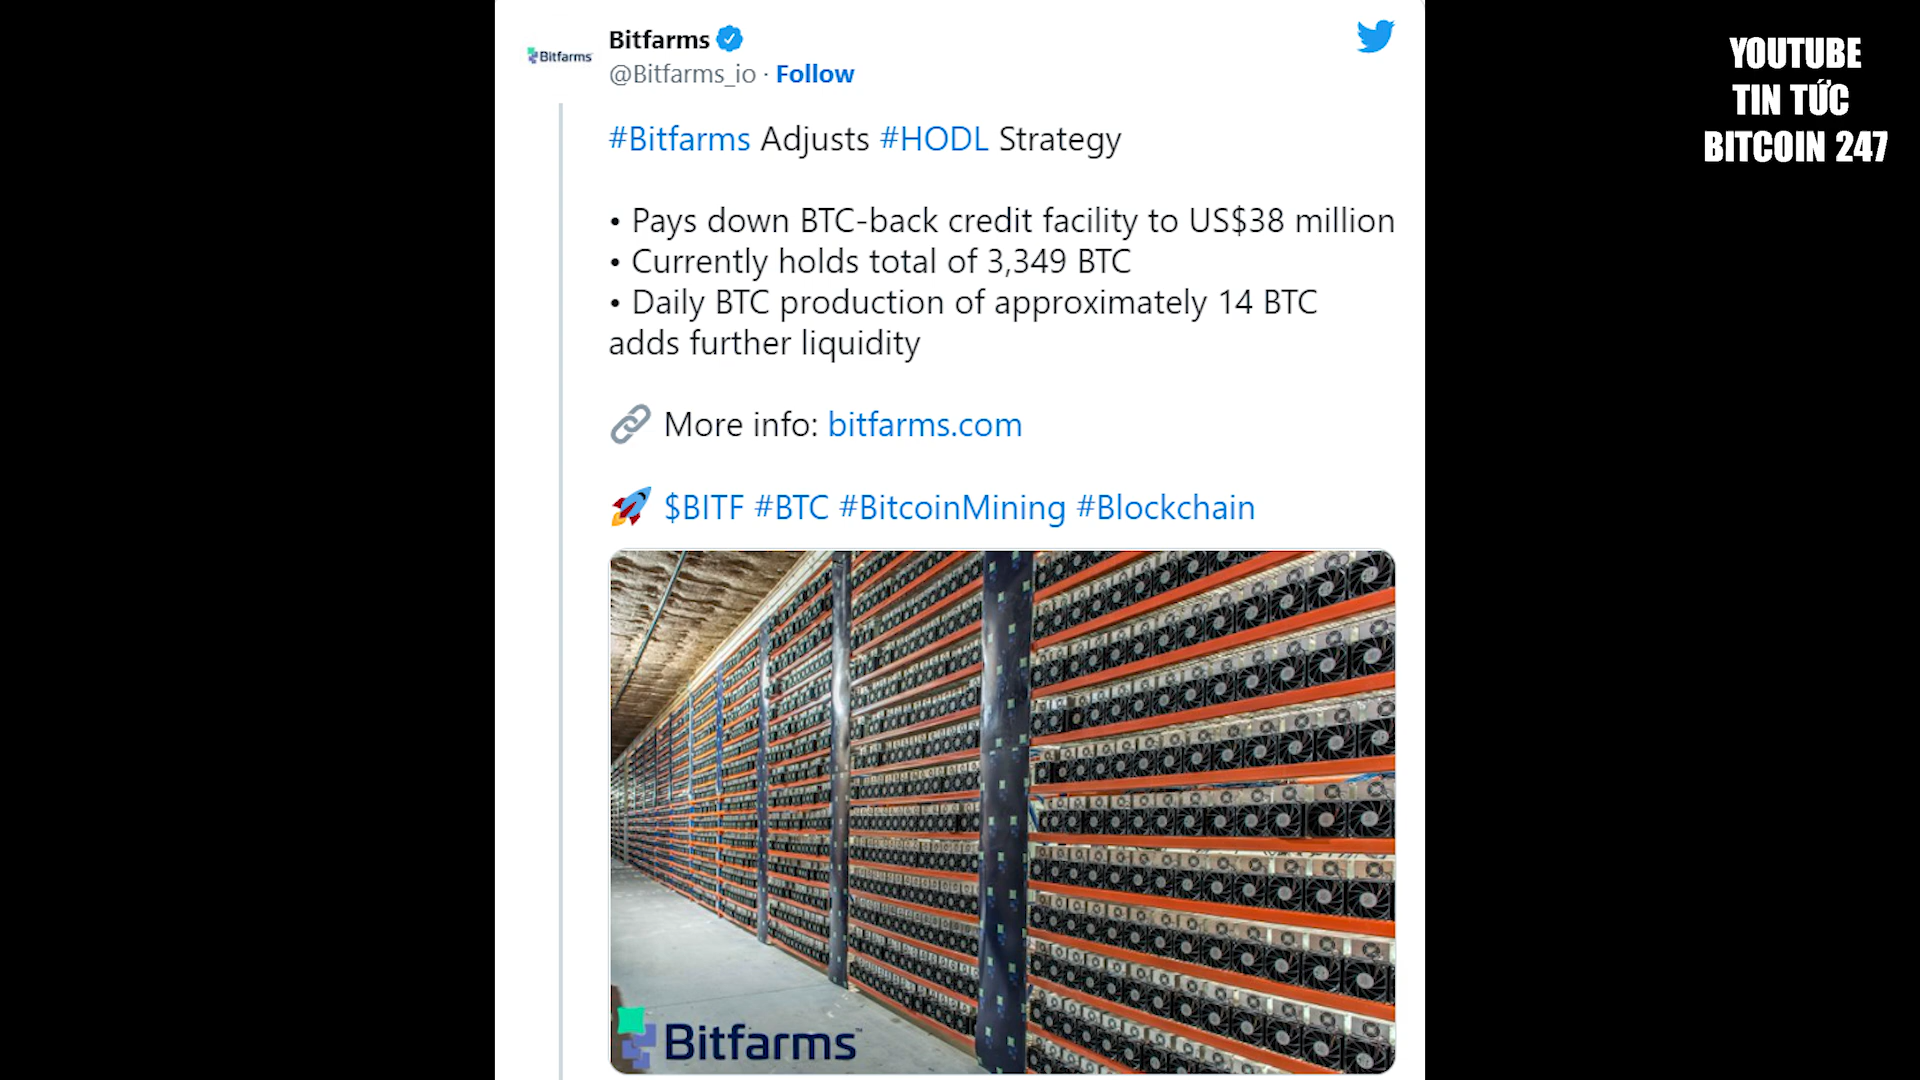 Bitfarms
Bitfarms
@Bitfarms_io · Follow
#Bitfarms Adjusts #HODL Strategy
• Pays down BTC-back credit facility to US$38 million
• Currently holds total of 3,349 BTC
• Daily BTC production of approximately 14 BTC
adds further liquidity
More info: bitfarms.com
$BITF #BTC #BitcoinMining #Blockchain
Bitfarms™
YOUTUBE
TIN TỨC
BITCOIN 247